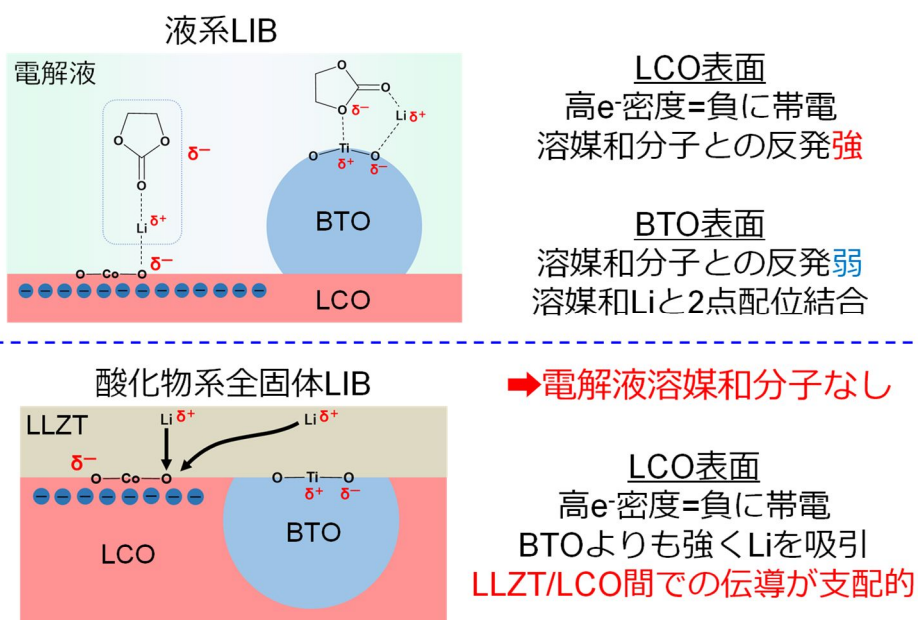 液系LIB
電解液
O
O
O
δ−
Li δ+
δ−
O Co O
− − − − − − − − − − − −
LCO
O
O δ−
Li δ+
O Ti O
δ+ δ−
BTO
LCO表面
高e-密度=負に帯電
溶媒和分子との反発強
BTO表面
溶媒和分子との反発弱
溶媒和Liと2点配位結合
酸化物系全固体LIB
LLZT
Li δ+
Li δ+
δ−
O Co O
− − − − − − − − −
LCO
O Ti O
δ+ δ−
BTO
➡電解液溶媒和分子なし
LCO表面
高e-密度=負に帯電
BTOよりも強くLiを吸引
LLZT/LCO間での伝導が支配的